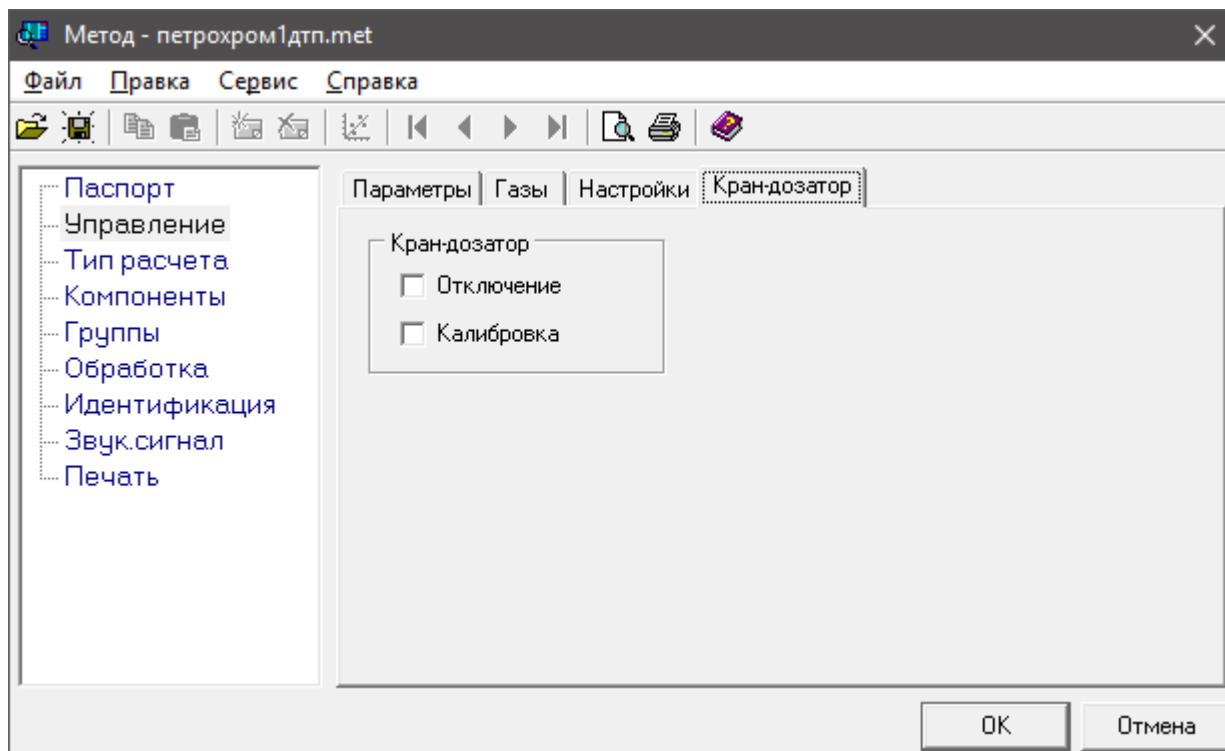 Метод - петрохром1дтп.met
Файл Правка Сервис Справка
Паспорт
Управление
Тип расчета
Компоненты
Группы
Обработка
Идентификация
Звук.сигнал
Печать
Параметры Газы Настройки Кран-дозатор
Кран-дозатор
Отключение
Калибровка
OK Отмена